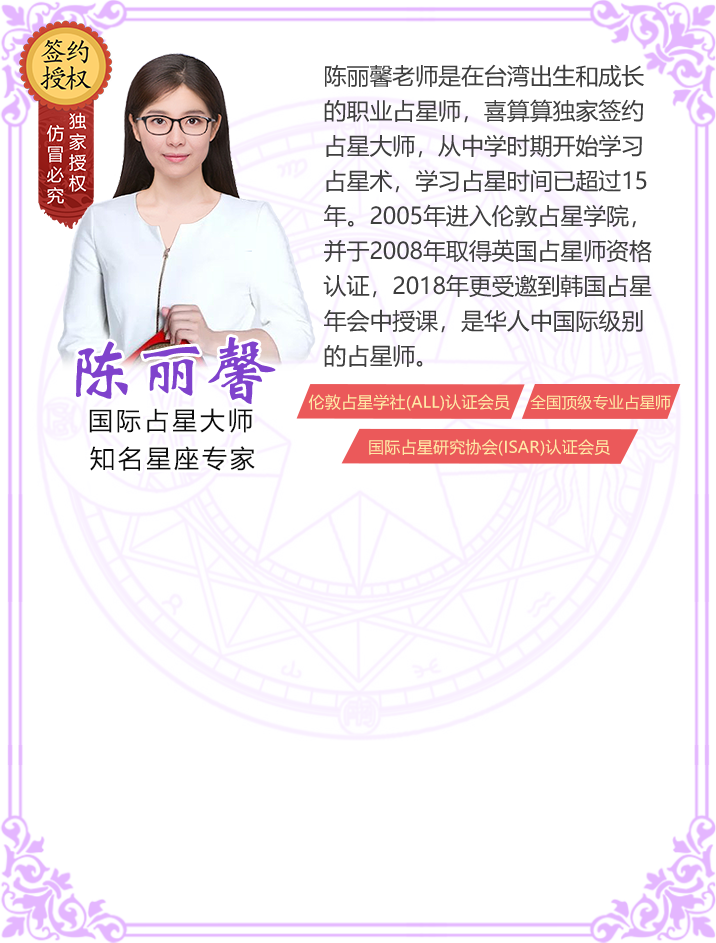 签约
授权
独家授权
仿冒必究
陈丽馨老师是在台湾出生和成长
的职业占星师，喜算算独家签约
占星大师，从中学时期开始学习
占星术，学习占星时间已超过15
年。2005年进入伦敦占星学院，
并于2008年取得英国占星师资格
认证，2018年更受邀到韩国占星
年会中授课，是华人中国际级别
的占星师。
陈丽馨
国际占星大师
知名星座专家
伦敦占星学社(ALL)认证会员
全国顶级专业占星师
国际占星研究协会(ISAR)认证会员